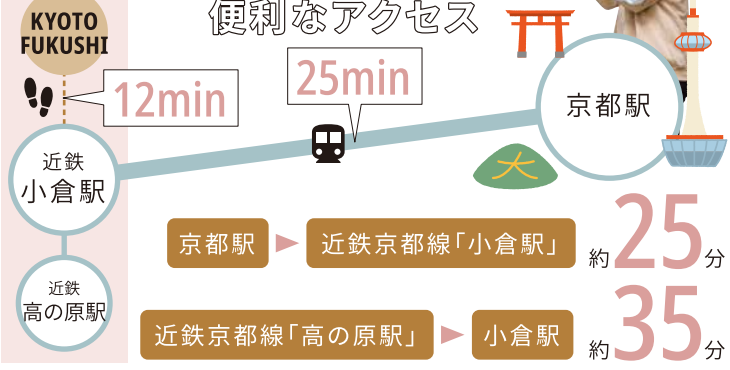 便利なアクセス
KYOTO
FUKUSHI
12min
25min
京都駅
近鉄
小倉駅
大
京都駅
近鉄京都線「小倉駅」
約25分
近鉄
高の原駅
近鉄京都線「高の原駅」
小倉駅
約35分